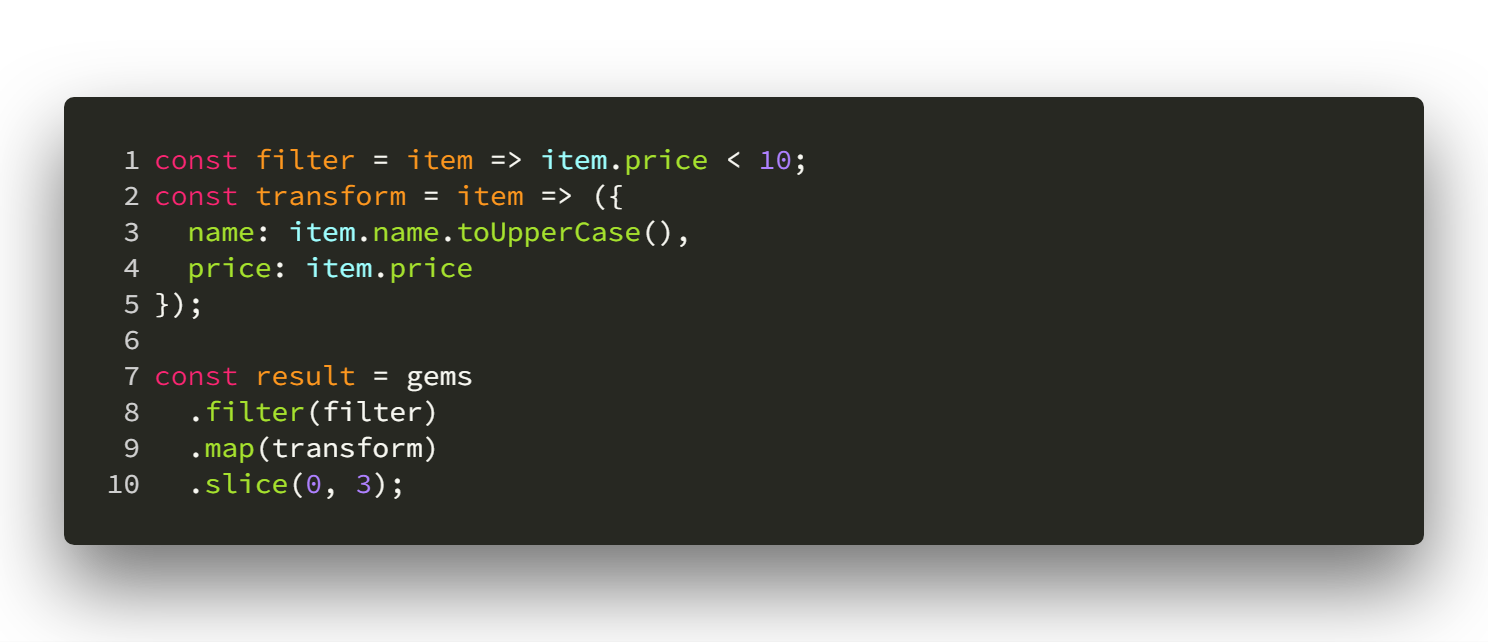 1 const filter = item => item.price < 10;
2 const transform = item => ({
3   name: item.name.toUpperCase(),
4   price: item.price
5 });
6
7 const result = gems
8   .filter(filter)
9   .map(transform)
10   .slice(0, 3);